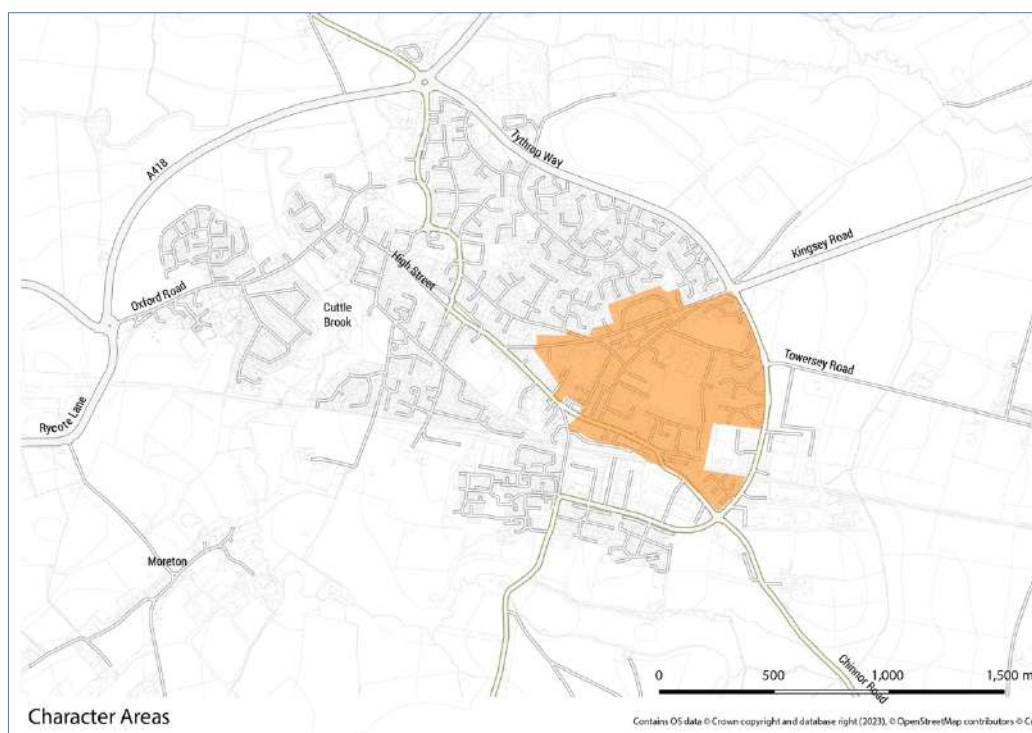 A418
Tythrop Way
Kingsey Road
High Street
Oxford Road
Cuttle
Brook
Towersey Road
Rycote Lane
Moreton
Chinnor Road
0 500 1,000 1,500 m
Character Areas
Contains OS data © Crown copyright and database right (2023), © OpenStreetMap contributors © C